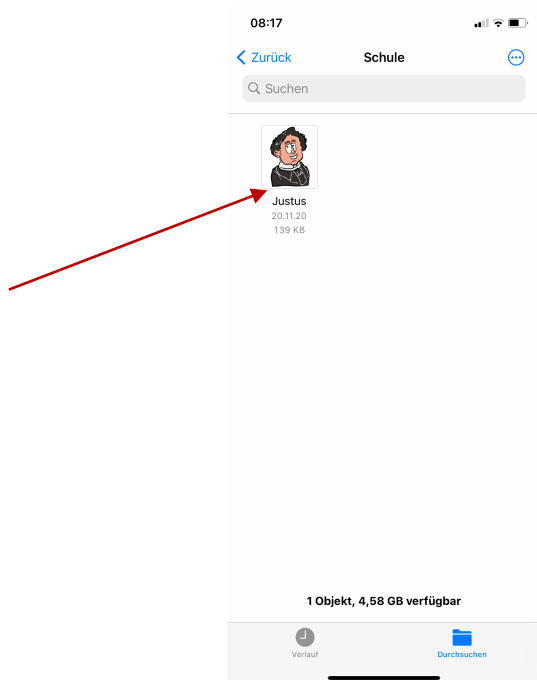 08:17
Zurück
Schule
Suchen
Justus
20.11.20
139 KB
1 Objekt, 4,58 GB verfügbar
Verlauf
Durchsuchen